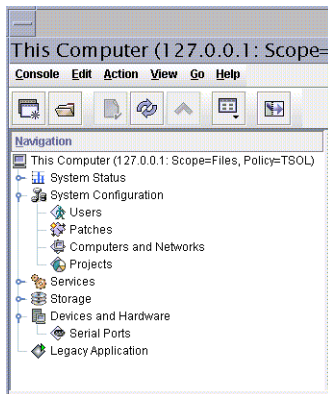 This Computer (127.0.0.1: Scope=
Console Edit Action View Go Help
Navigation
This Computer (127.0.0.1: Scope=Files, Policy=TSOL)
System Status
System Configuration
Users
Patches
Computers and Networks
Projects
Services
Storage
Devices and Hardware
Serial Ports
Legacy Application